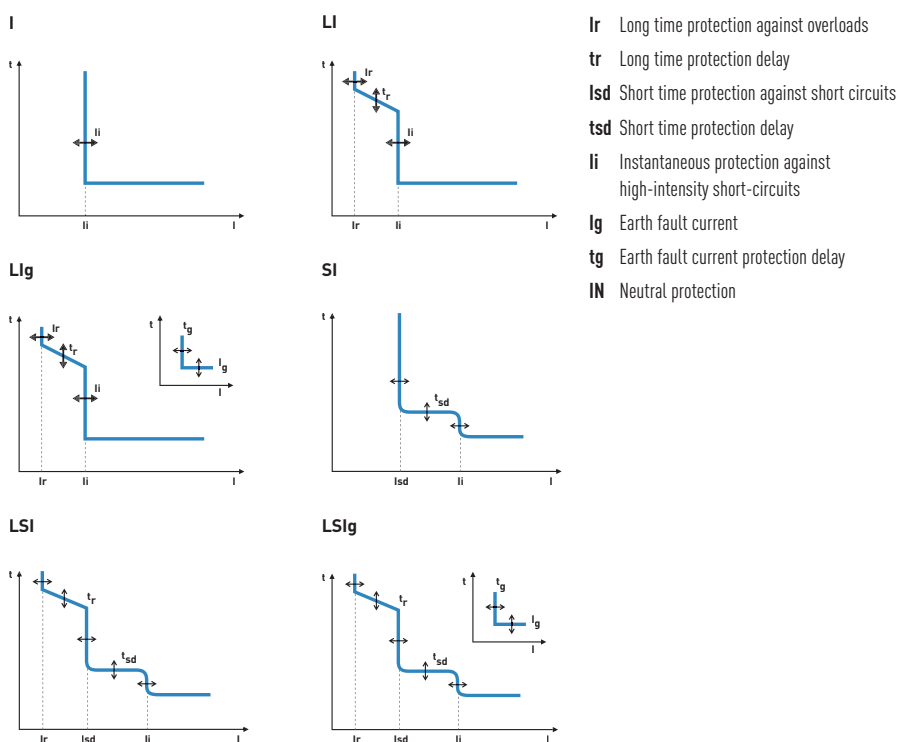 I
t
Ii
Ii
I
LI
t
Ir
tr
Ii
Ir
Ii
I
Ir Long time protection against overloads
tr Long time protection delay
Isd Short time protection against short circuits
tsd Short time protection delay
Ii Instantaneous protection against
high-intensity short-circuits
Ig Earth fault current
tg Earth fault current protection delay
IN Neutral protection
LIg
t
Ir
tr
Ii
Ir
Ii
I
t
tg
Ig
I
SI
t
tsd
Isd
Ii
I
LSI
t
tr
tsd
Ir
Isd
Ii
I
LSIg
t
tr
tsd
Ir
Isd
Ii
I
t
tg
Ig
I